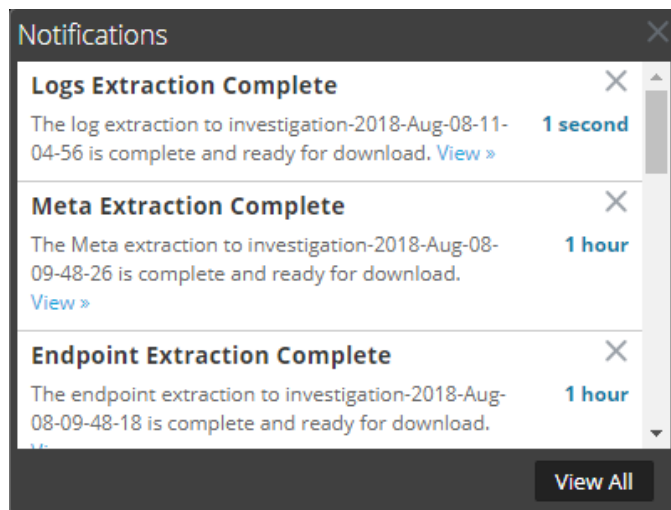 Notifications
Logs Extraction Complete
The log extraction to investigation-2018-Aug-08-11-
04-56 is complete and ready for download. View »
1 second
Meta Extraction Complete
The Meta extraction to investigation-2018-Aug-08-
09-48-26 is complete and ready for download.
View »
1 hour
Endpoint Extraction Complete
The endpoint extraction to investigation-2018-Aug-
08-09-48-18 is complete and ready for download.
1 hour
View All